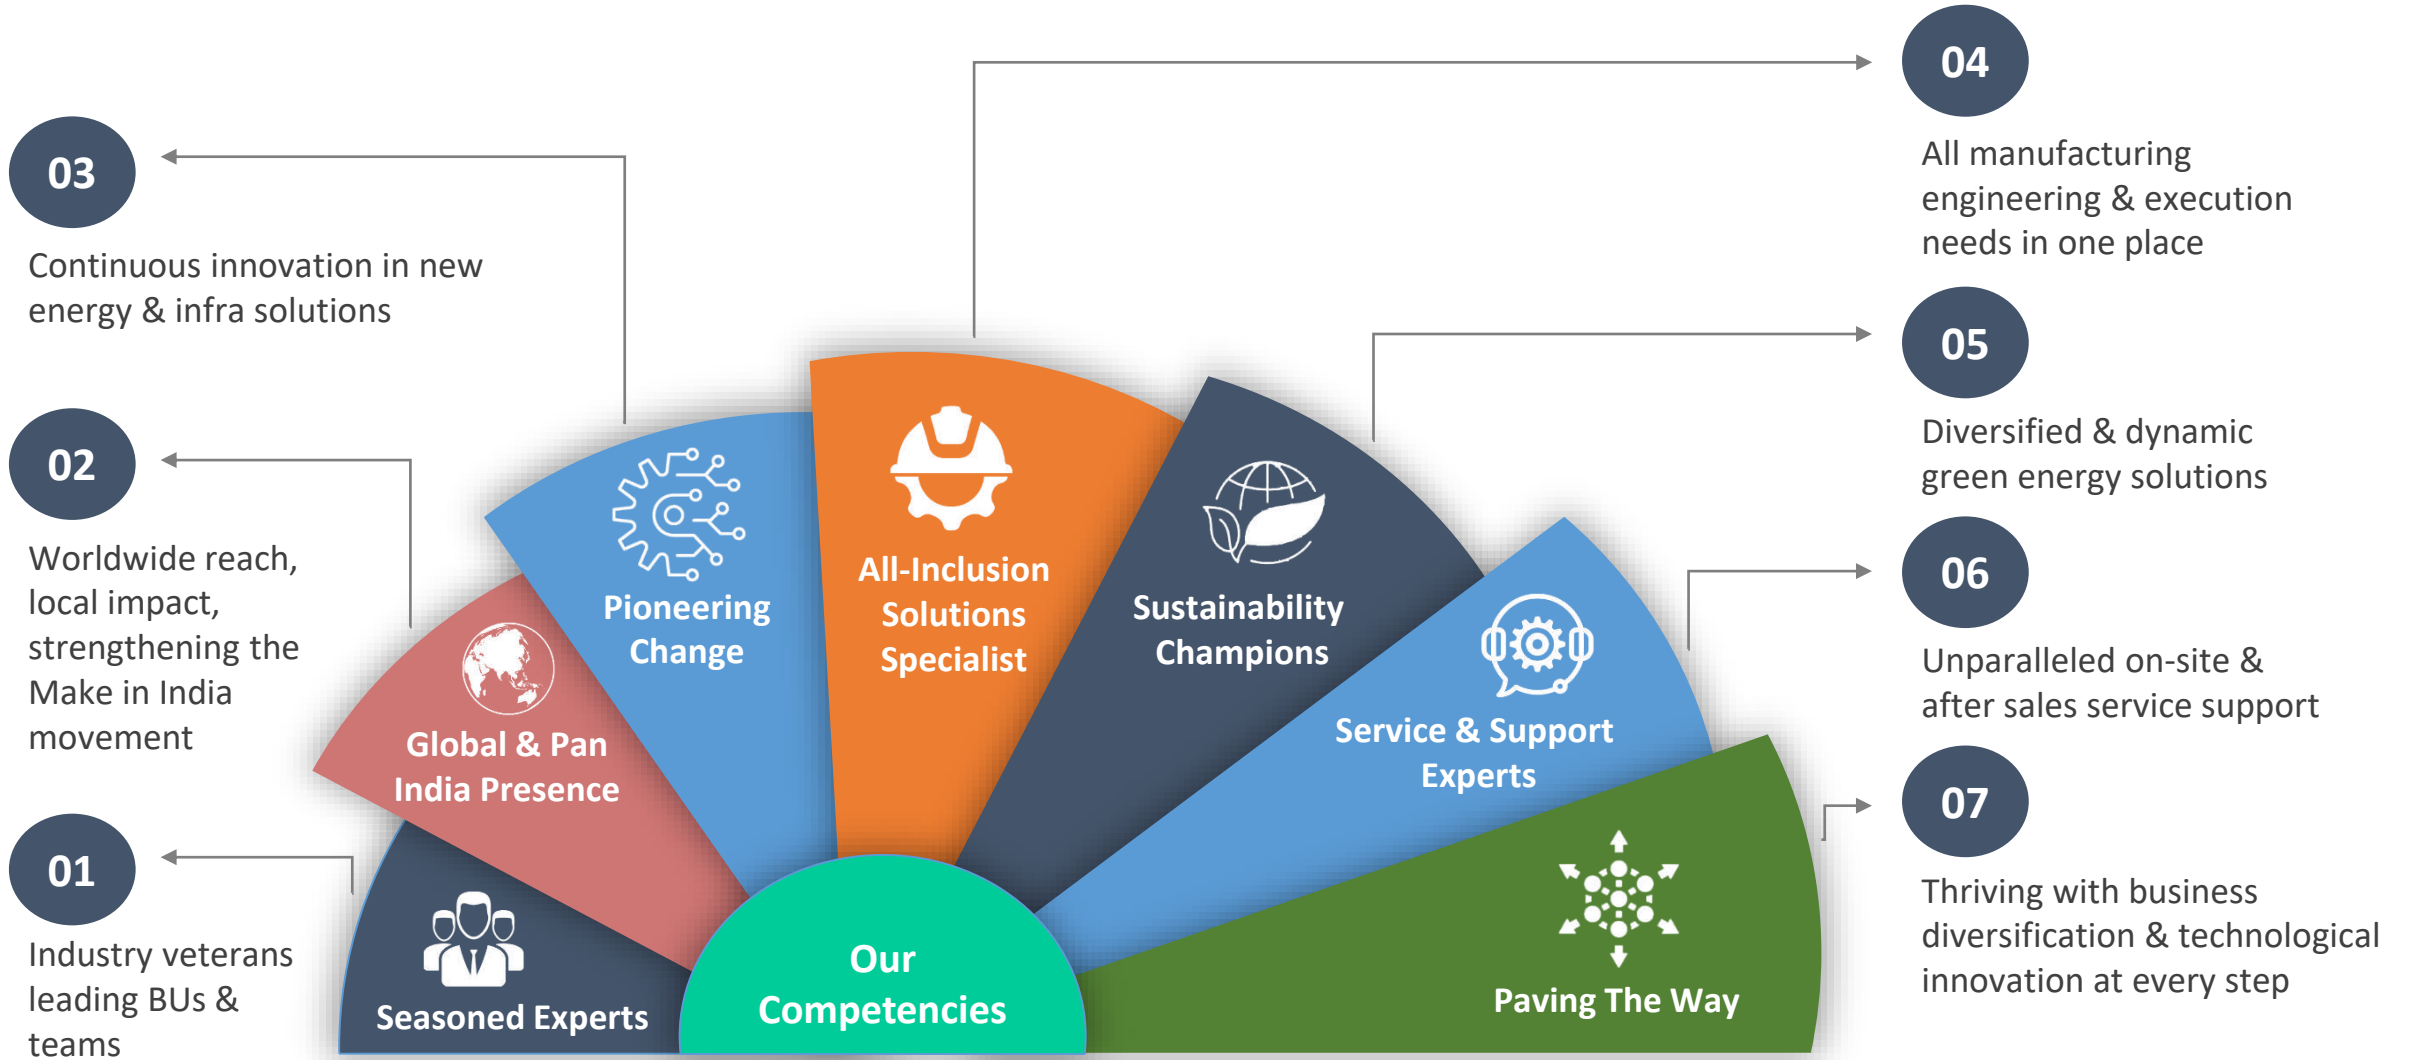 01
Industry veterans
leading BUs &
teams
02
Worldwide reach,
local impact,
strengthening the
Make in India
movement
03
Continuous innovation in new
energy & infra solutions
04
All manufacturing
engineering & execution
needs in one place
05
Diversified & dynamic
green energy solutions
06
Unparalleled on-site &
after sales service support
07
Thriving with business
diversification & technological
innovation at every step
Seasoned Experts
Global & Pan
India Presence
Pioneering
Change
All-Inclusion
Solutions
Specialist
Sustainability
Champions
Service & Support
Experts
Paving The Way
Our
Competencies